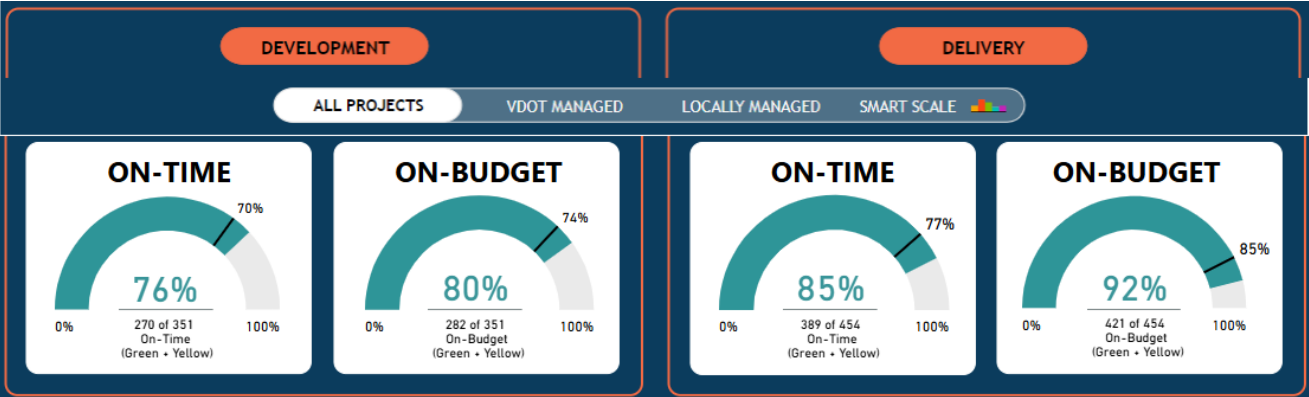 DEVELOPMENT
DELIVERY
ALL PROJECTS
VDOT MANAGED
LOCALLY MANAGED
SMART SCALE
ON-TIME
70%
76%
0%
100%
270 of 351
On-Time
(Green + Yellow)
ON-BUDGET
74%
80%
0%
100%
282 of 351
On-Budget
(Green + Yellow)
ON-TIME
77%
85%
0%
100%
389 of 454
On-Time
(Green + Yellow)
ON-BUDGET
85%
92%
0%
100%
421 of 454
On-Budget
(Green + Yellow)